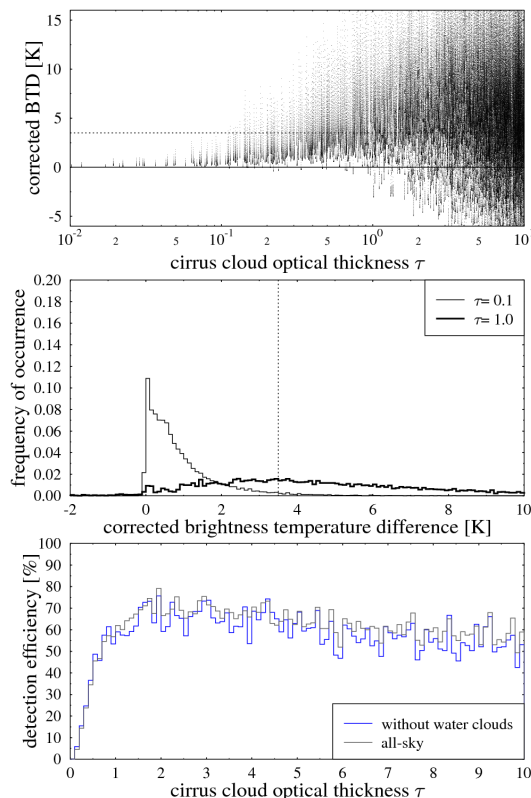 corrected BTD [K]
15
10
5
0
-5
10-2 2 5 10-1 2 5 100 2 5 10
cirrus cloud optical thickness τ
frequency of occurrence
0.20
0.18
0.16
0.14
0.12
0.10
0.08
0.06
0.04
0.02
0.00
τ= 0.1
τ= 1.0
-2 0 2 4 6 8 10
corrected brightness temperature difference [K]
detection efficiency [%]
100
90
80
70
60
50
40
30
20
10
0
without water clouds
all-sky
0 1 2 3 4 5 6 7 8 9 10
cirrus cloud optical thickness τ